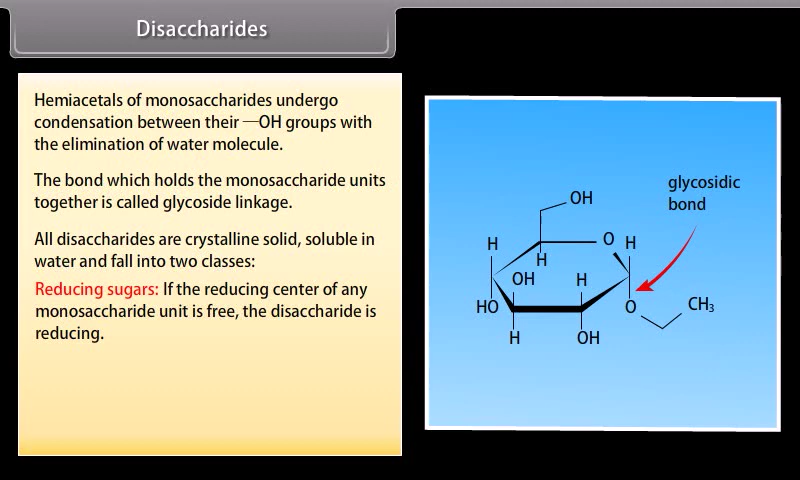 Disaccharides
Hemiacetals of monosaccharides undergo
condensation between their —OH groups with
the elimination of water molecule.
The bond which holds the monosaccharide units
together is called glycoside linkage.
All disaccharides are crystalline solid, soluble in
water and fall into two classes:
Reducing sugars: If the reducing center of any
monosaccharide unit is free, the disaccharide is
reducing.
glycosidic
bond
OH
H
O
H
H
OH
H
HO
O
CH₃
H
OH